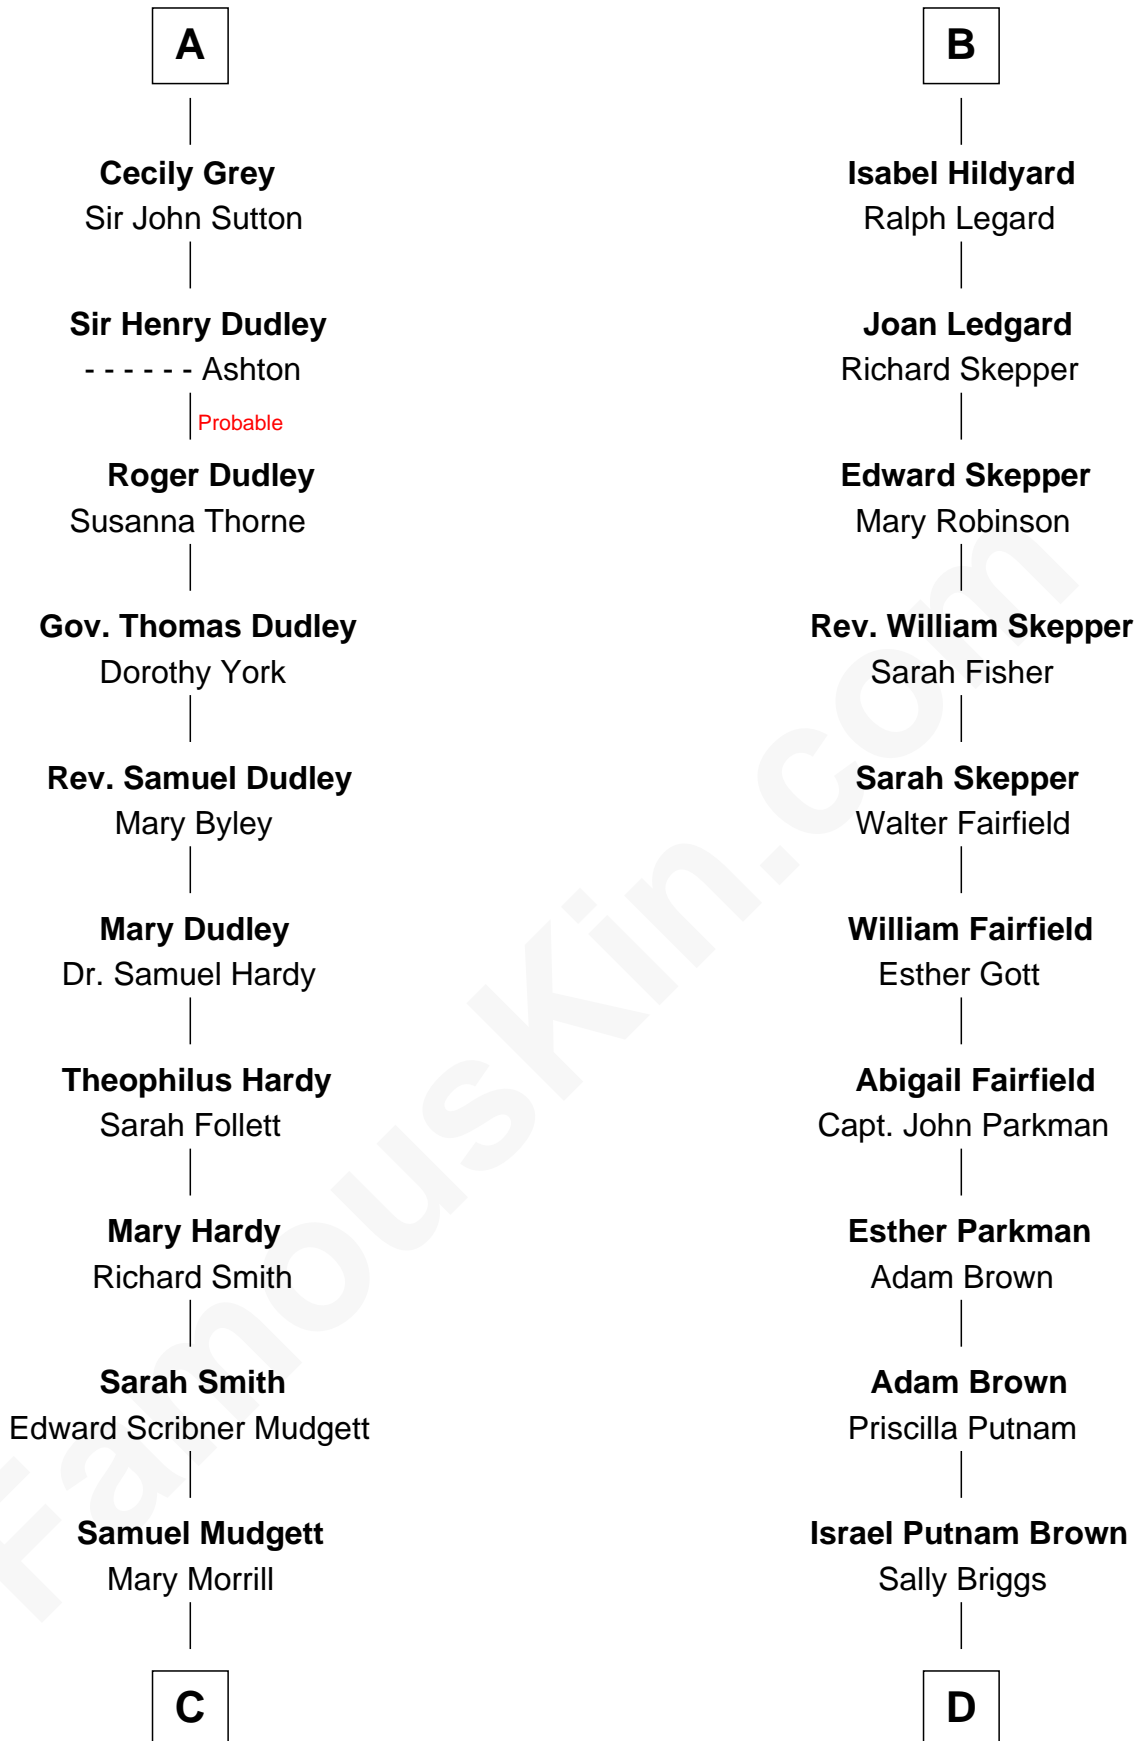 A
Cecily Grey
Sir John Sutton
Sir Henry Dudley
- - - - - - Ashton
Probable
Roger Dudley
Susanna Thorne
Gov. Thomas Dudley
Dorothy York
Rev. Samuel Dudley
Mary Byley
Mary Dudley
Dr. Samuel Hardy
Theophilus Hardy
Sarah Follett
Mary Hardy
Richard Smith
Sarah Smith
Edward Scribner Mudgett
Samuel Mudgett
Mary Morrill
C
B
Isabel Hildyard
Ralph Legard
Joan Ledgard
Richard Skepper
Edward Skepper
Mary Robinson
Rev. William Skepper
Sarah Fisher
Sarah Skepper
Walter Fairfield
William Fairfield
Esther Gott
Abigail Fairfield
Capt. John Parkman
Esther Parkman
Adam Brown
Adam Brown
Priscilla Putnam
Israel Putnam Brown
Sally Briggs
D
FamousKin.com